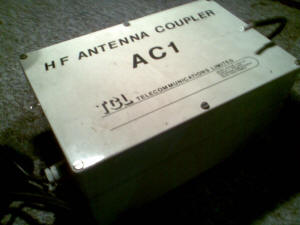 HF ANTENNA COUPLER
AC1
TBL TELECOMMUNICATIONS LIMITED